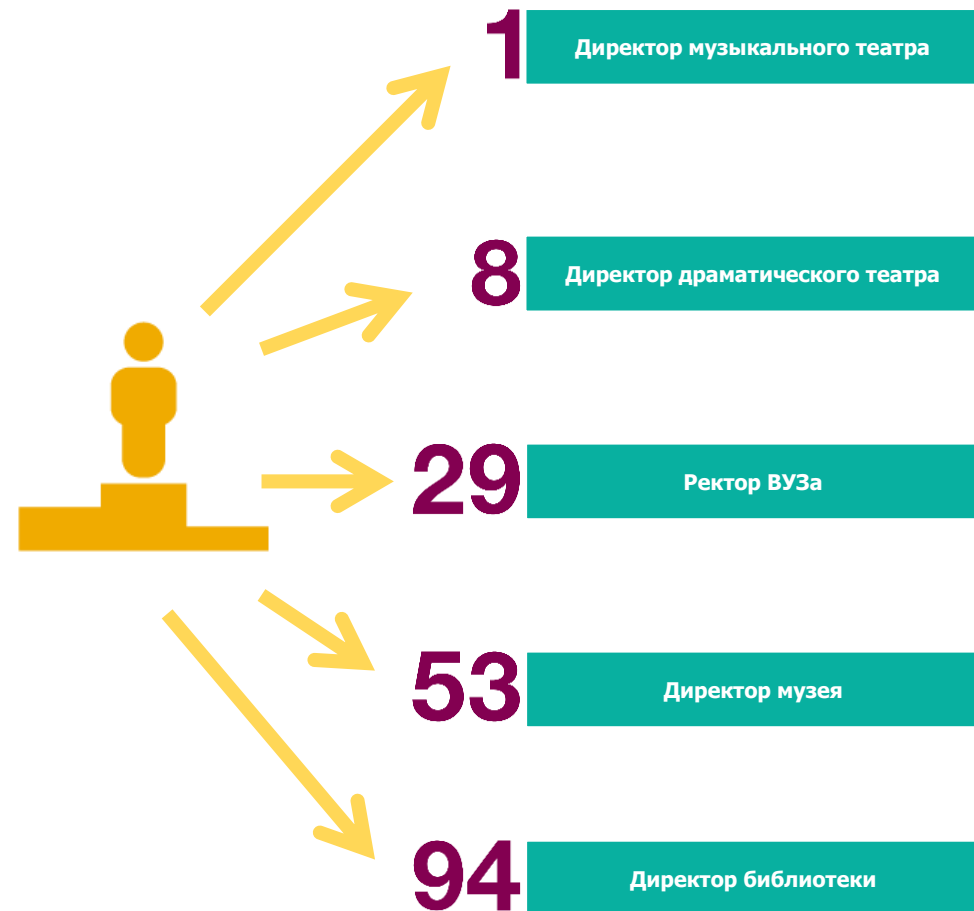 1 Директор музыкального театра
8 Директор драматического театра
29 Ректор ВУЗа
53 Директор музея
94 Директор библиотеки